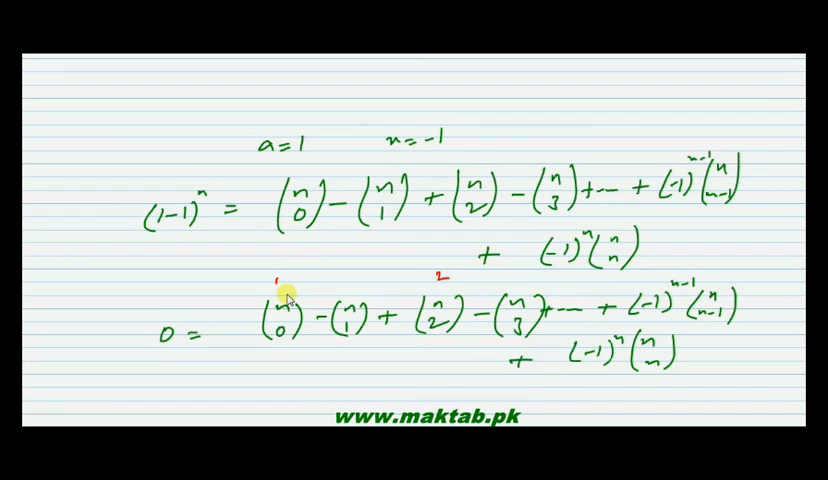 a=1 x=-1
(1-1)^n = (n 0) - (n 1) + (n 2) - (n 3) +--- + (-1)^{n-1} (n n-1)
+ (-1)^n (n n)
1 2
0 = (n 0) - (n 1) + (n 2) - (n 3) +--- + (-1)^{n-1} (n n-1)
+ (-1)^n (n n)
www.maktab.pk